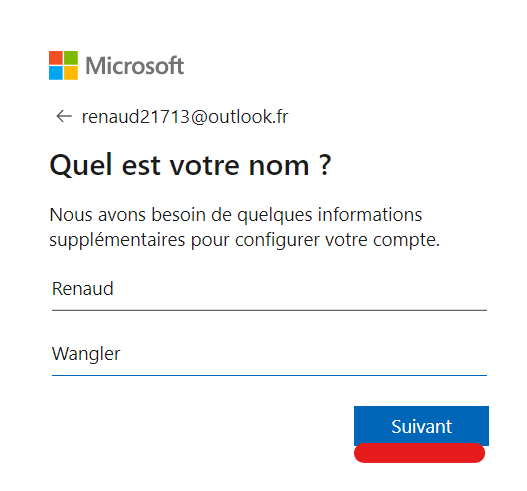 Microsoft
← renaud21713@outlook.fr
Quel est votre nom ?
Nous avons besoin de quelques informations
supplémentaires pour configurer votre compte.
Renaud
Wangler
Suivant